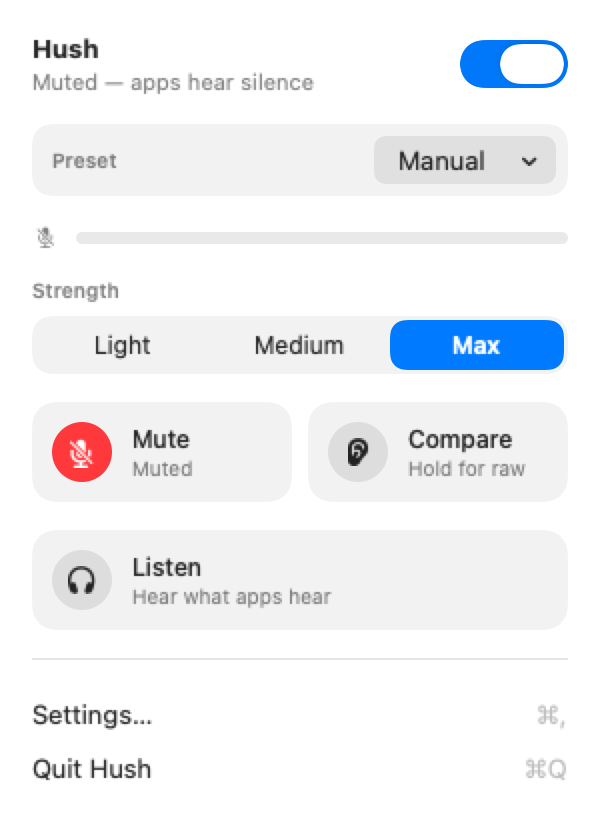 Hush
Muted — apps hear silence
Preset
Manual
Strength
Light Medium Max
Mute
Muted
Compare
Hold for raw
Listen
Hear what apps hear
Settings... ⌘,
Quit Hush ⌘Q